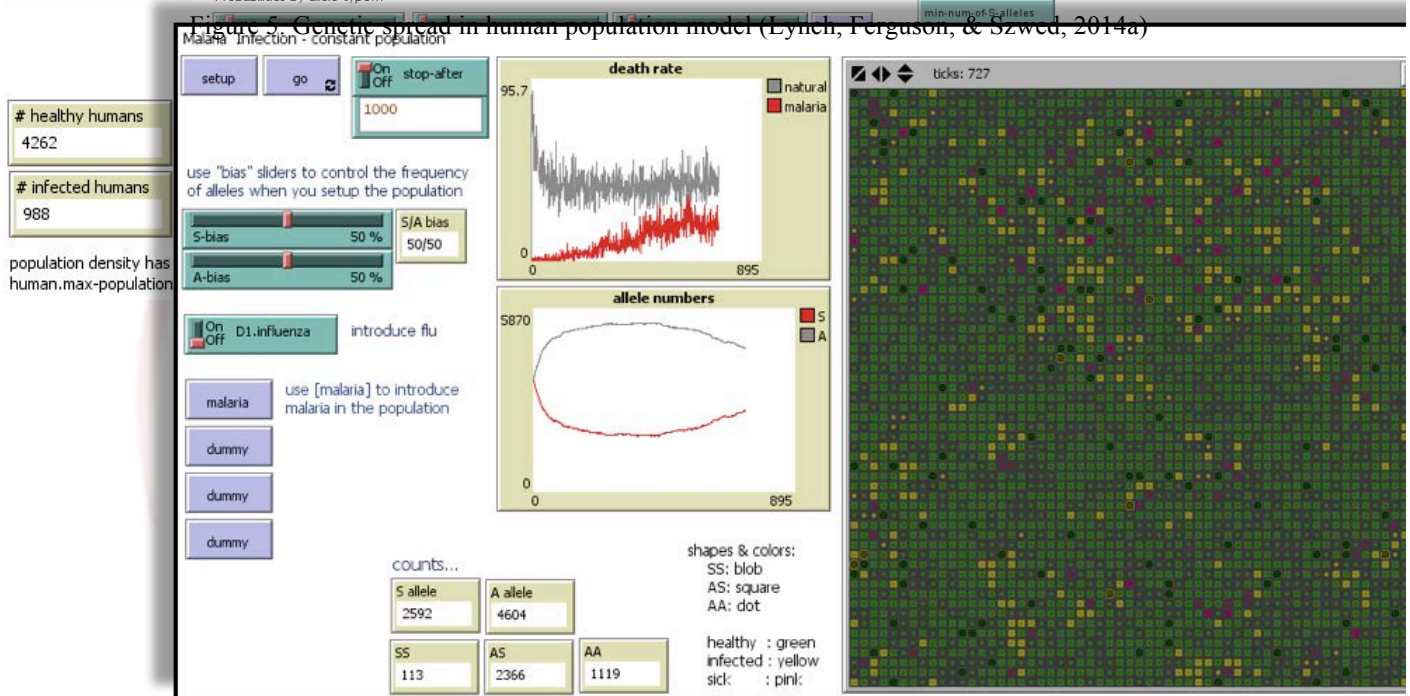 Figure 5. Genetic spread in human population model (Lynch, Ferguson, & Szwed, 2014a)
min-num-of-S-alleles
Malaria Infection - constant population
setup
go
On
Off
stop-after
1000
# healthy humans
4262
# infected humans
988
population density has
human.max-population
use "bias" sliders to control the frequency
of alleles when you setup the population
S-bias 50 %
A-bias 50 %
S/A bias
50/50
On
Off
D1.influenza
introduce flu
malaria
use [malaria] to introduce
malaria in the population
dummy
dummy
dummy
death rate
natural
malaria
95.7
0
0
895
allele numbers
S
A
5870
0
0
895
counts...
S allele
2592
A allele
4604
SS
113
AS
2366
AA
1119
shapes & colors:
SS: blob
AS: square
AA: dot
healthy : green
infected : yellow
sick : pink
ticks: 727